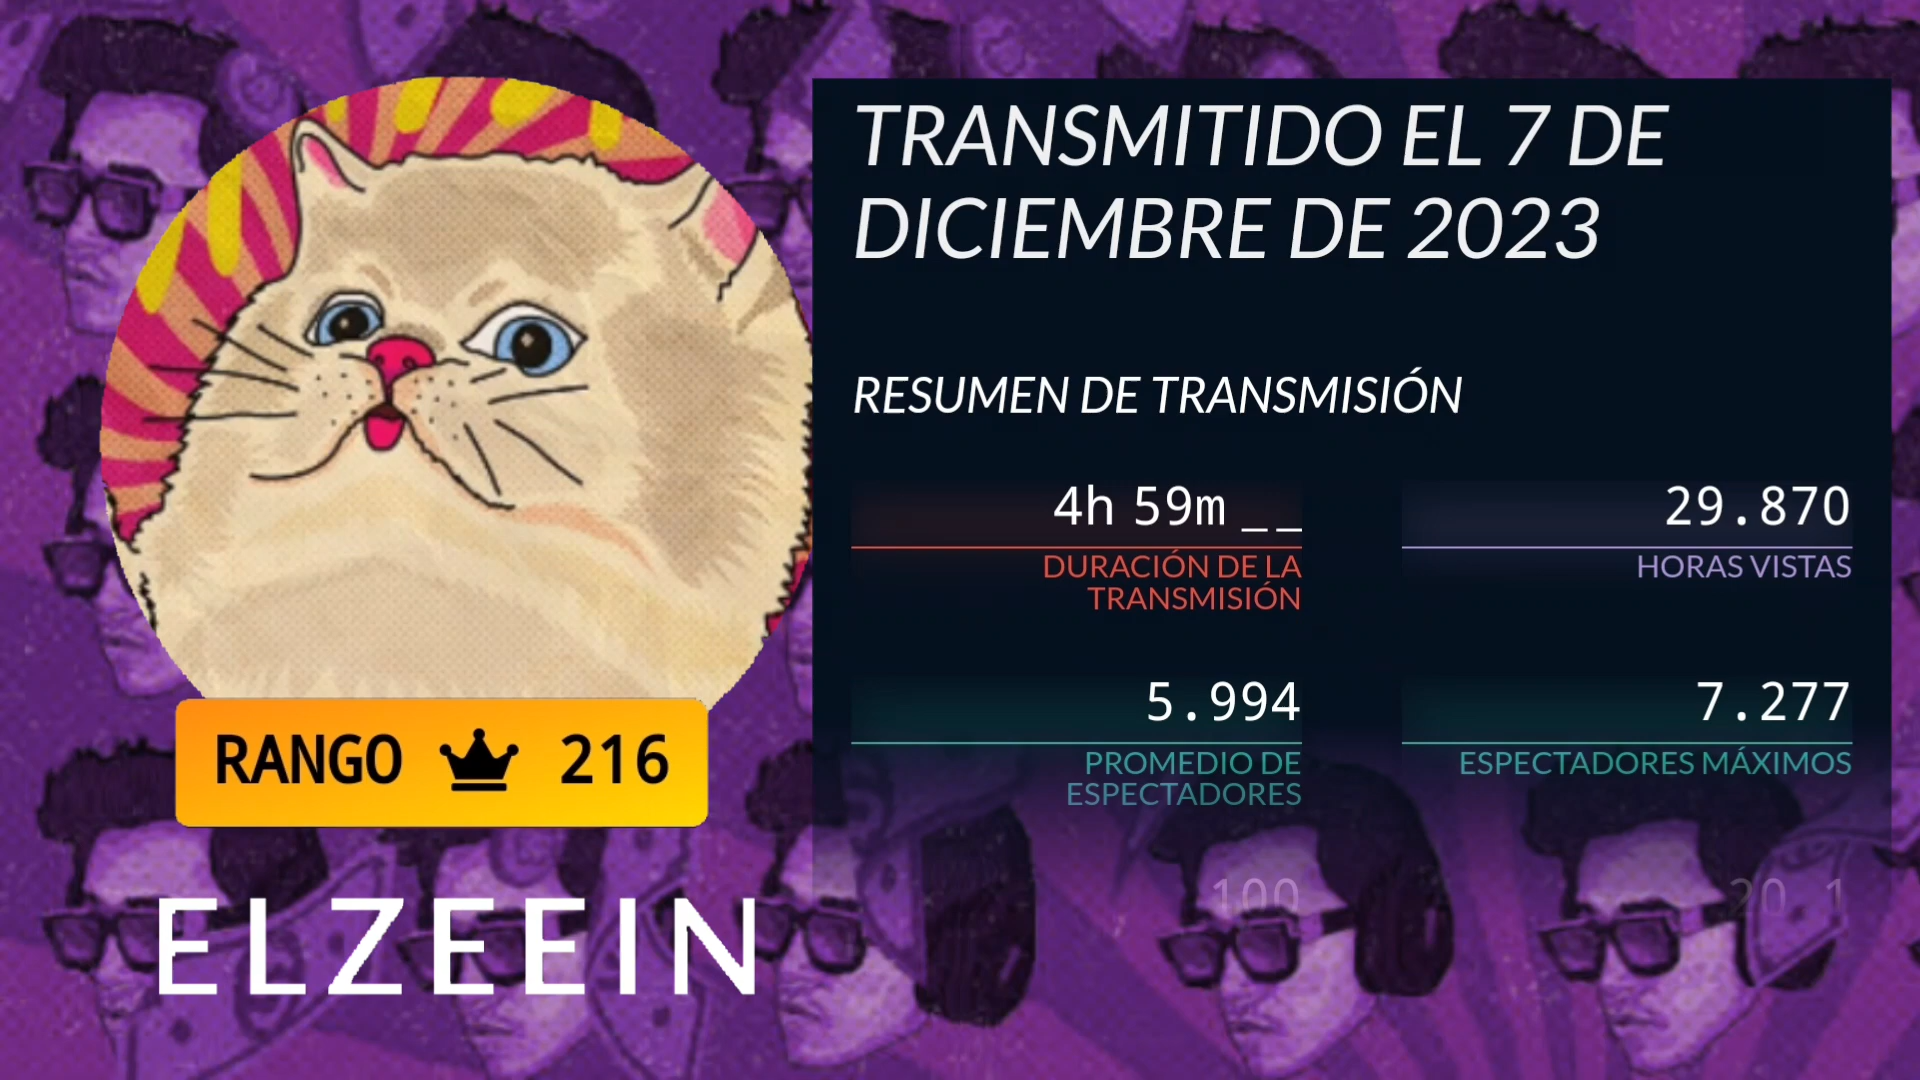 TRANSMITIDO EL 7 DE
DICIEMBRE DE 2023
RESUMEN DE TRANSMISIÓN
4h 59m _ _
DURACIÓN DE LA
TRANSMISIÓN
29.870
HORAS VISTAS
5.994
PROMEDIO DE
ESPECTADORES
7.277
ESPECTADORES MÁXIMOS
100
RANGO 216
ELZEEIN